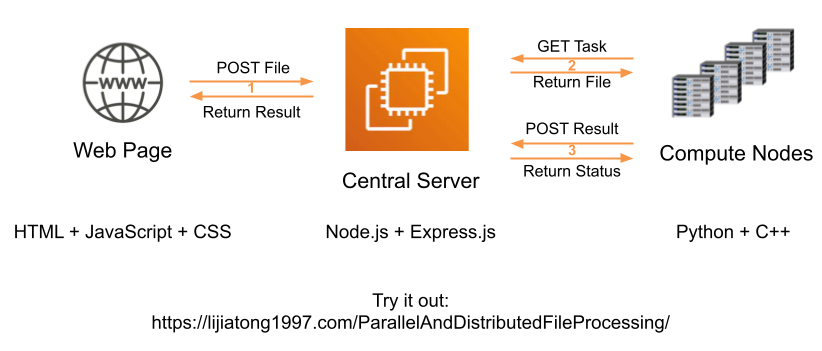 WWW
POST File
1
Return Result
Web Page
Central Server
GET Task
2
Return File
POST Result
3
Return Status
Compute Nodes
HTML + JavaScript + CSS
Node.js + Express.js
Python + C++
Try it out:
https://lijiatong1997.com/ParallelAndDistributedFileProcessing/